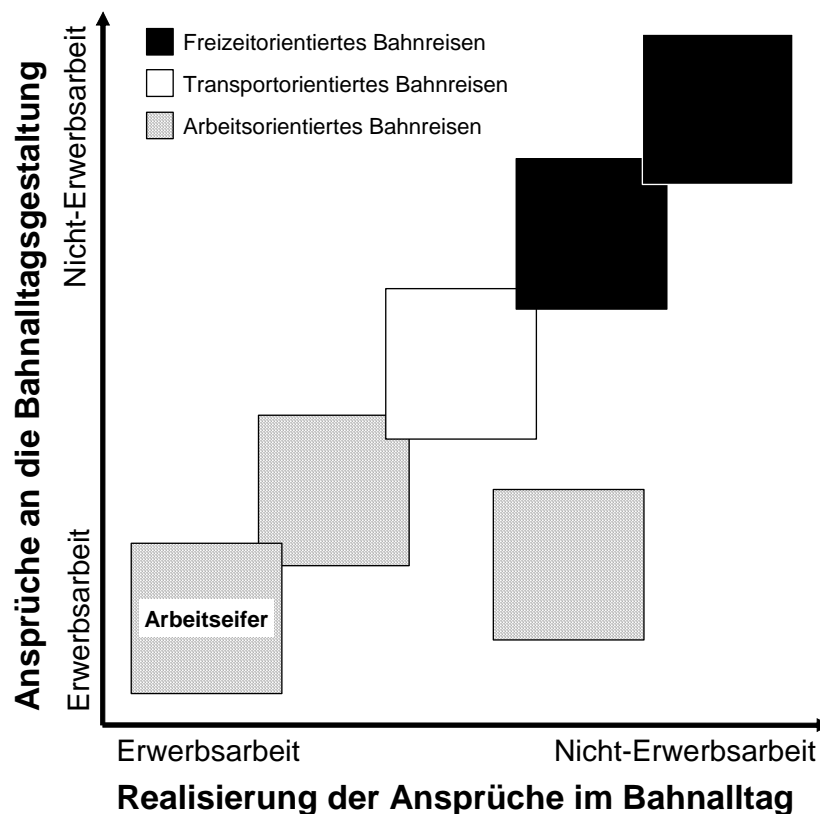 Freizeitorientiertes Bahnreisen
Transportorientiertes Bahnreisen
Arbeitsorientiertes Bahnreisen
Ansprüche an die Bahnalltagsgestaltung
Nicht-Erwerbsarbeit
Erwerbsarbeit
Arbeitseifer
Erwerbsarbeit
Nicht-Erwerbsarbeit
Realisierung der Ansprüche im Bahnalltag